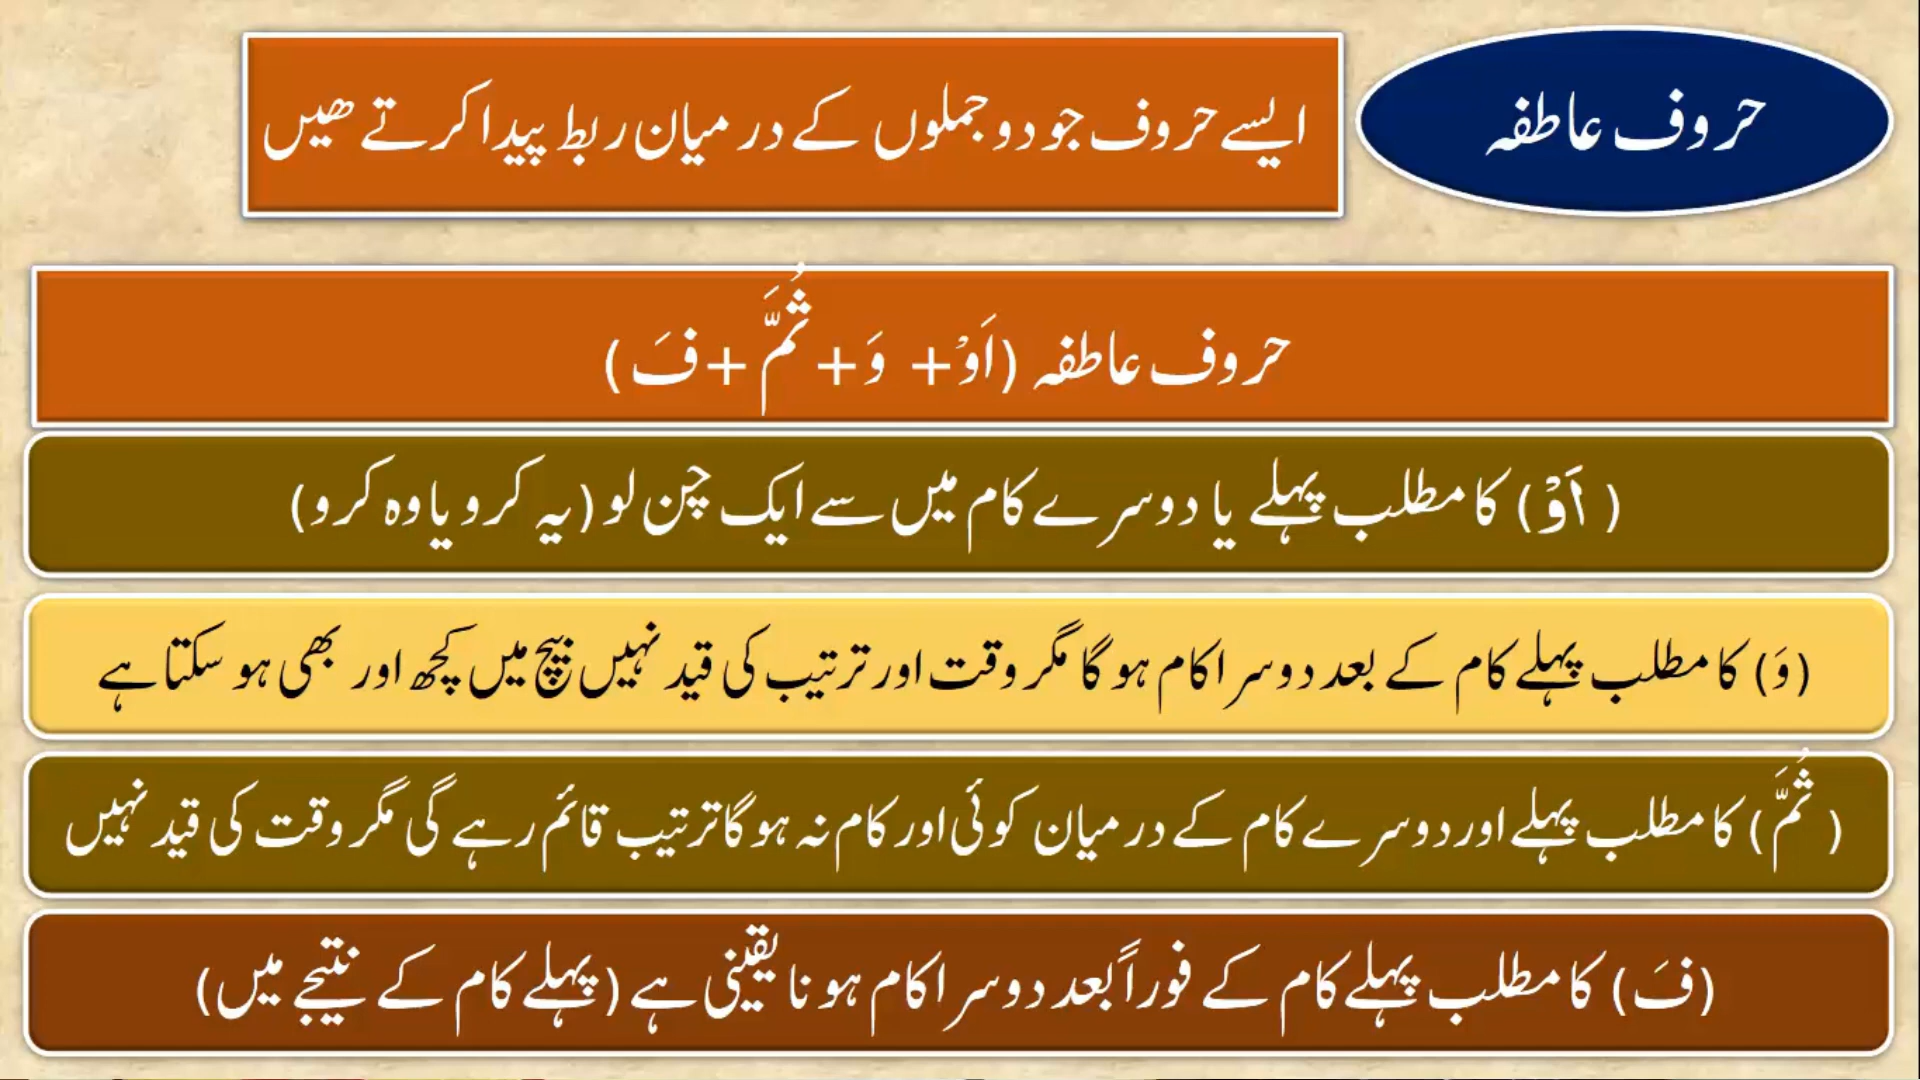 حروف عاطفہ
ایسے حروف جو دو جملوں کے درمیان ربط پیدا کرتے ھیں
حروف عاطفہ (اَوْ+ وَ+ ثُمَّ+فَ)
( اَوْ) کا مطلب پہلے یا دوسرے کام میں سے ایک چن لو (یہ کرو یا وہ کرو)
(وَ) کا مطلب پہلے کام کے بعد دوسرا کام ہو گا مگر وقت اور ترتیب کی قید نہیں بیچ میں کچھ اور بھی ہو سکتا ہے
( ثُمَّ) کا مطلب پہلے اور دوسرے کام کے درمیان کوئی اور کام نہ ہو گا ترتیب قائم رہے گی مگر وقت کی قید نہیں
(فَ) کا مطلب پہلے کام کے فوراً بعد دوسرا کام ہونا یقینی ہے (پہلے کام کے نتیجے میں)